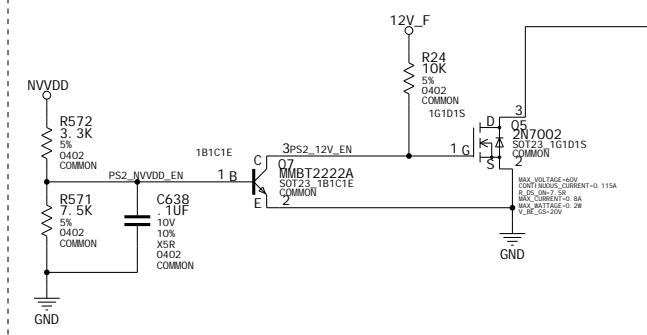 12V_F
R24
10K
5%
0402
COMMON
1G1D1S
3
D
Q5
2N7002
SOT23_1G1D1S
COMMON
1 G
S
2
MAX_VOLTAGE=60V
CONTINUOUS_CURRENT=0.115A
R_DS_ON=7.5R
MAX_CURRENT=0.8A
MAX_WATTAGE=0.2W
V_BE_GS=20V
GND
NVVDD
R572
3.3K
5%
0402
COMMON
PS2_NVVDD_EN
R571
7.5K
5%
0402
COMMON
GND
C638
.1UF
10V
10%
X5R
0402
COMMON
1B1C1E
1 B
C
3 PS2_12V_EN
Q7
MMBT2222A
SOT23_1B1C1E
COMMON
E
2